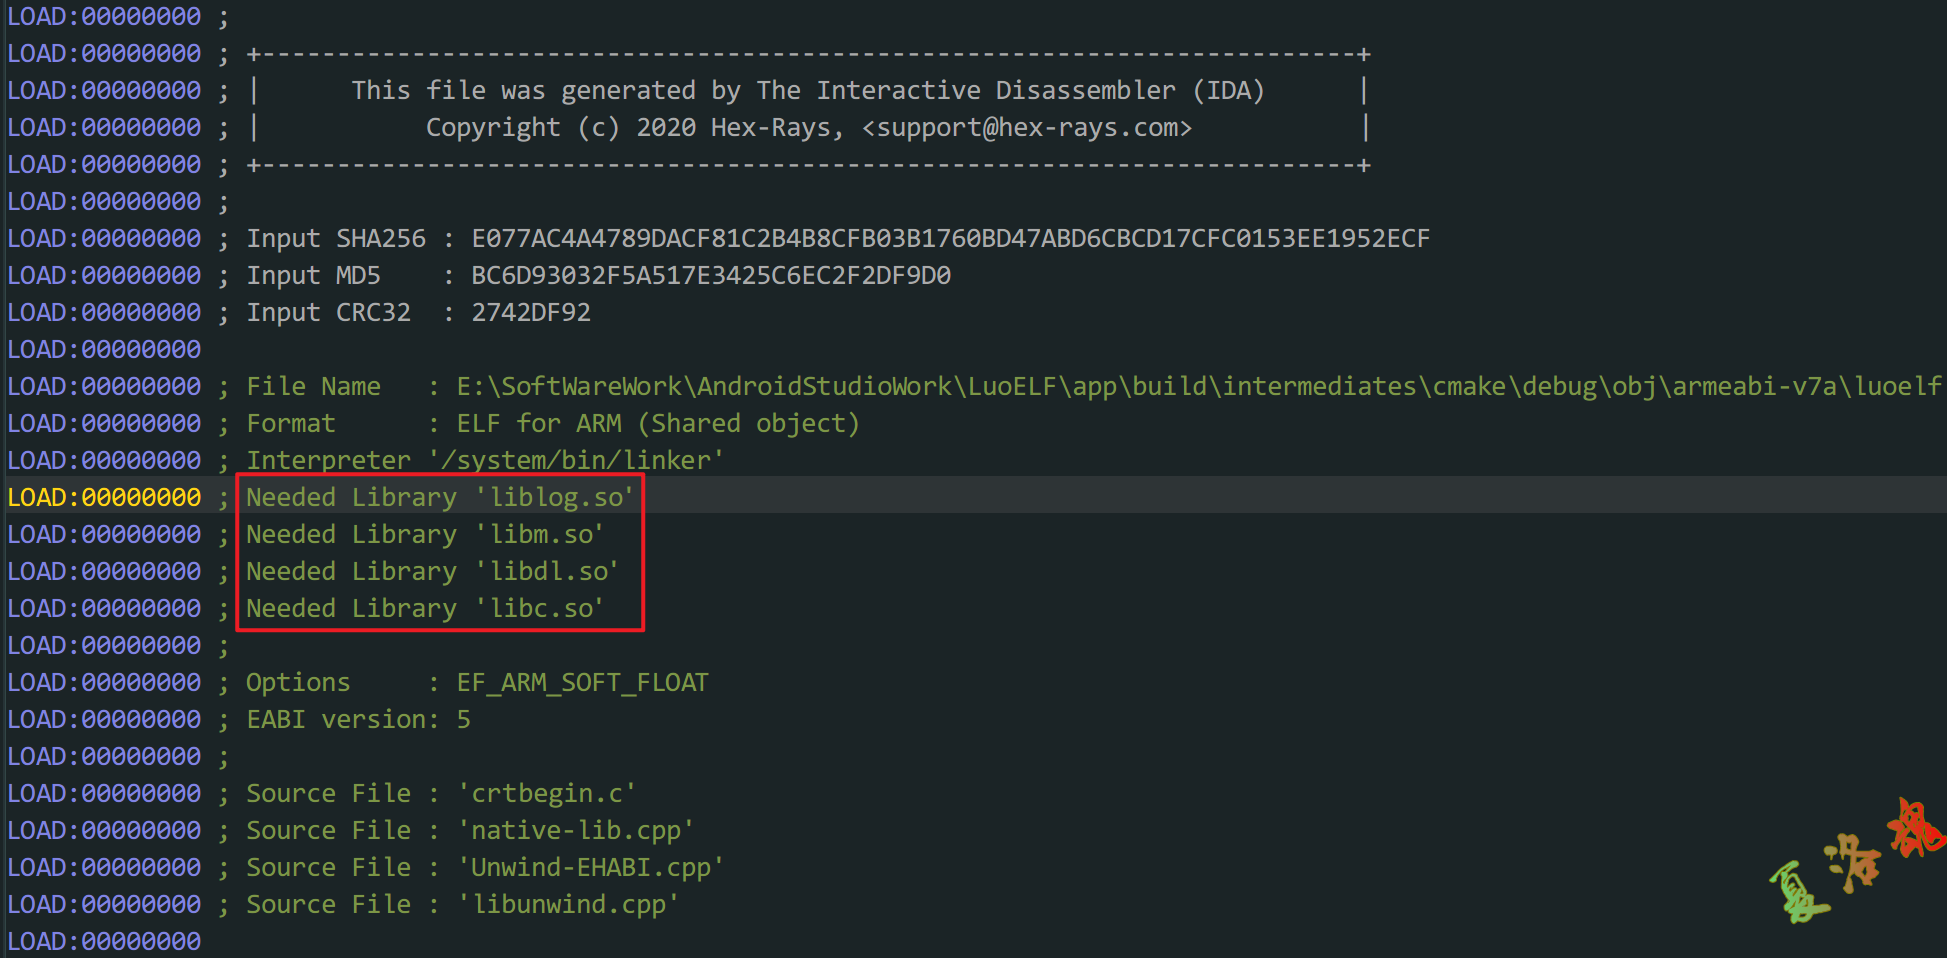 LOAD:00000000 ;
LOAD:00000000 ; +-------------------------------------------------------------------------+
LOAD:00000000 ; |      This file was generated by The Interactive Disassembler (IDA)      |
LOAD:00000000 ; |           Copyright (c) 2020 Hex-Rays, <support@hex-rays.com>           |
LOAD:00000000 ; +-------------------------------------------------------------------------+
LOAD:00000000 ;
LOAD:00000000 ; Input SHA256 : E077AC4A4789DACF81C2B4B8CFB03B1760BD47ABD6CBCD17CFC0153EE1952ECF
LOAD:00000000 ; Input MD5    : BC6D93032F5A517E3425C6EC2F2DF9D0
LOAD:00000000 ; Input CRC32  : 2742DF92
LOAD:00000000
LOAD:00000000 ; File Name   : E:\SoftWareWork\AndroidStudioWork\LuoELF\app\build\intermediates\cmake\debug\obj\armeabi-v7a\luoelf
LOAD:00000000 ; Format      : ELF for ARM (Shared object)
LOAD:00000000 ; Interpreter '/system/bin/linker'
LOAD:00000000 ; Needed Library 'liblog.so'
LOAD:00000000 ; Needed Library 'libm.so'
LOAD:00000000 ; Needed Library 'libdl.so'
LOAD:00000000 ; Needed Library 'libc.so'
LOAD:00000000 ;
LOAD:00000000 ; Options     : EF_ARM_SOFT_FLOAT
LOAD:00000000 ; EABI version: 5
LOAD:00000000 ;
LOAD:00000000 ; Source File : 'crtbegin.c'
LOAD:00000000 ; Source File : 'native-lib.cpp'
LOAD:00000000 ; Source File : 'Unwind-EHABI.cpp'
LOAD:00000000 ; Source File : 'libunwind.cpp'
LOAD:00000000